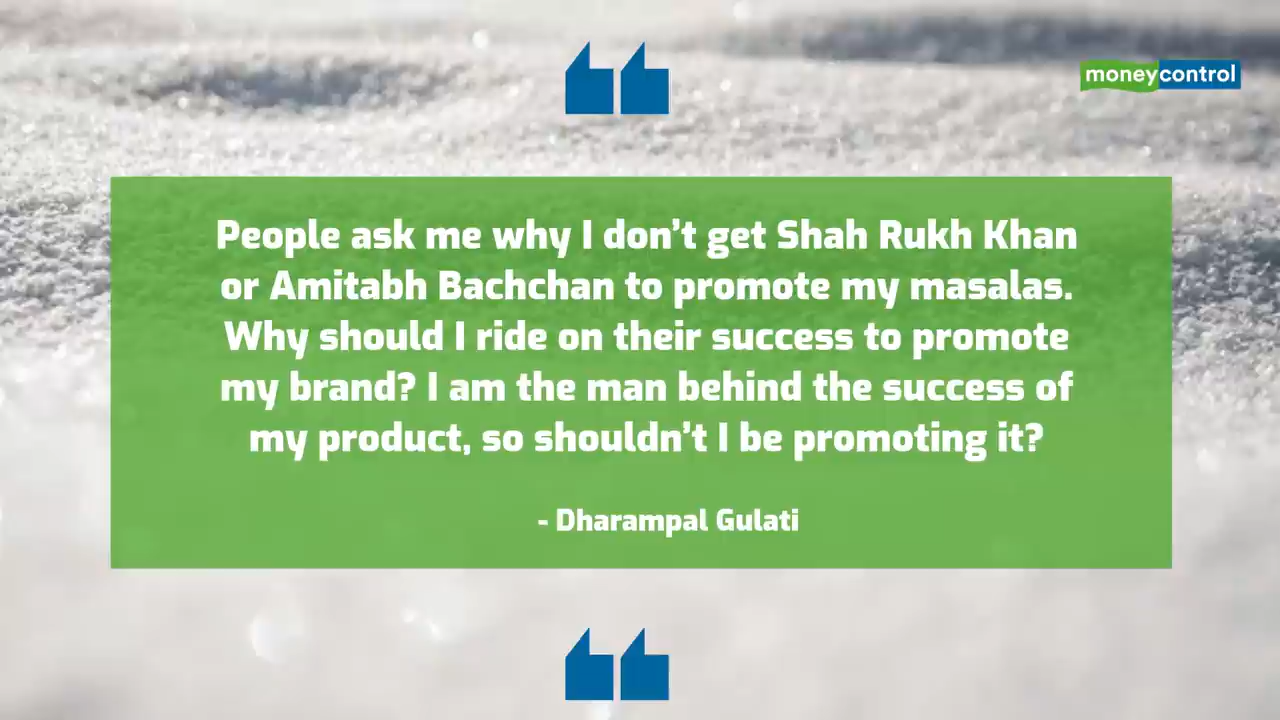 moneycontrol
People ask me why I don’t get Shah Rukh Khan
or Amitabh Bachchan to promote my masalas.
Why should I ride on their success to promote
my brand? I am the man behind the success of
my product, so shouldn’t I be promoting it?
- Dharampal Gulati